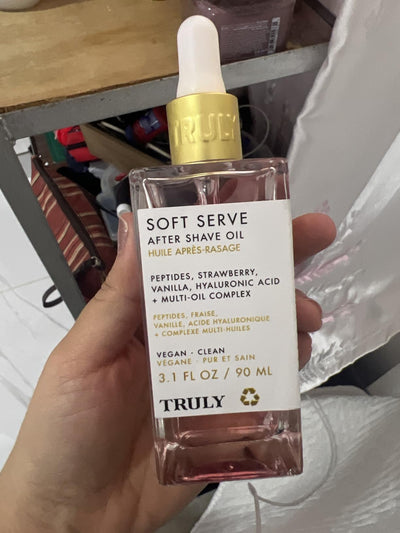 TRULY
SOFT SERVE
AFTER SHAVE OIL
HUILE APRÈS-RASAGE
PEPTIDES, STRAWBERRY,
VANILLA, HYALURONIC ACID
+ MULTI-OIL COMPLEX
PEPTIDES, FRAISE,
VANILLE, ACIDE HYALURONIQUE
+ COMPLEXE MULTI-HUILES
VEGAN · CLEAN
VÉGANE · PUR ET SAIN
3.1 FL OZ / 90 ML
TRULY